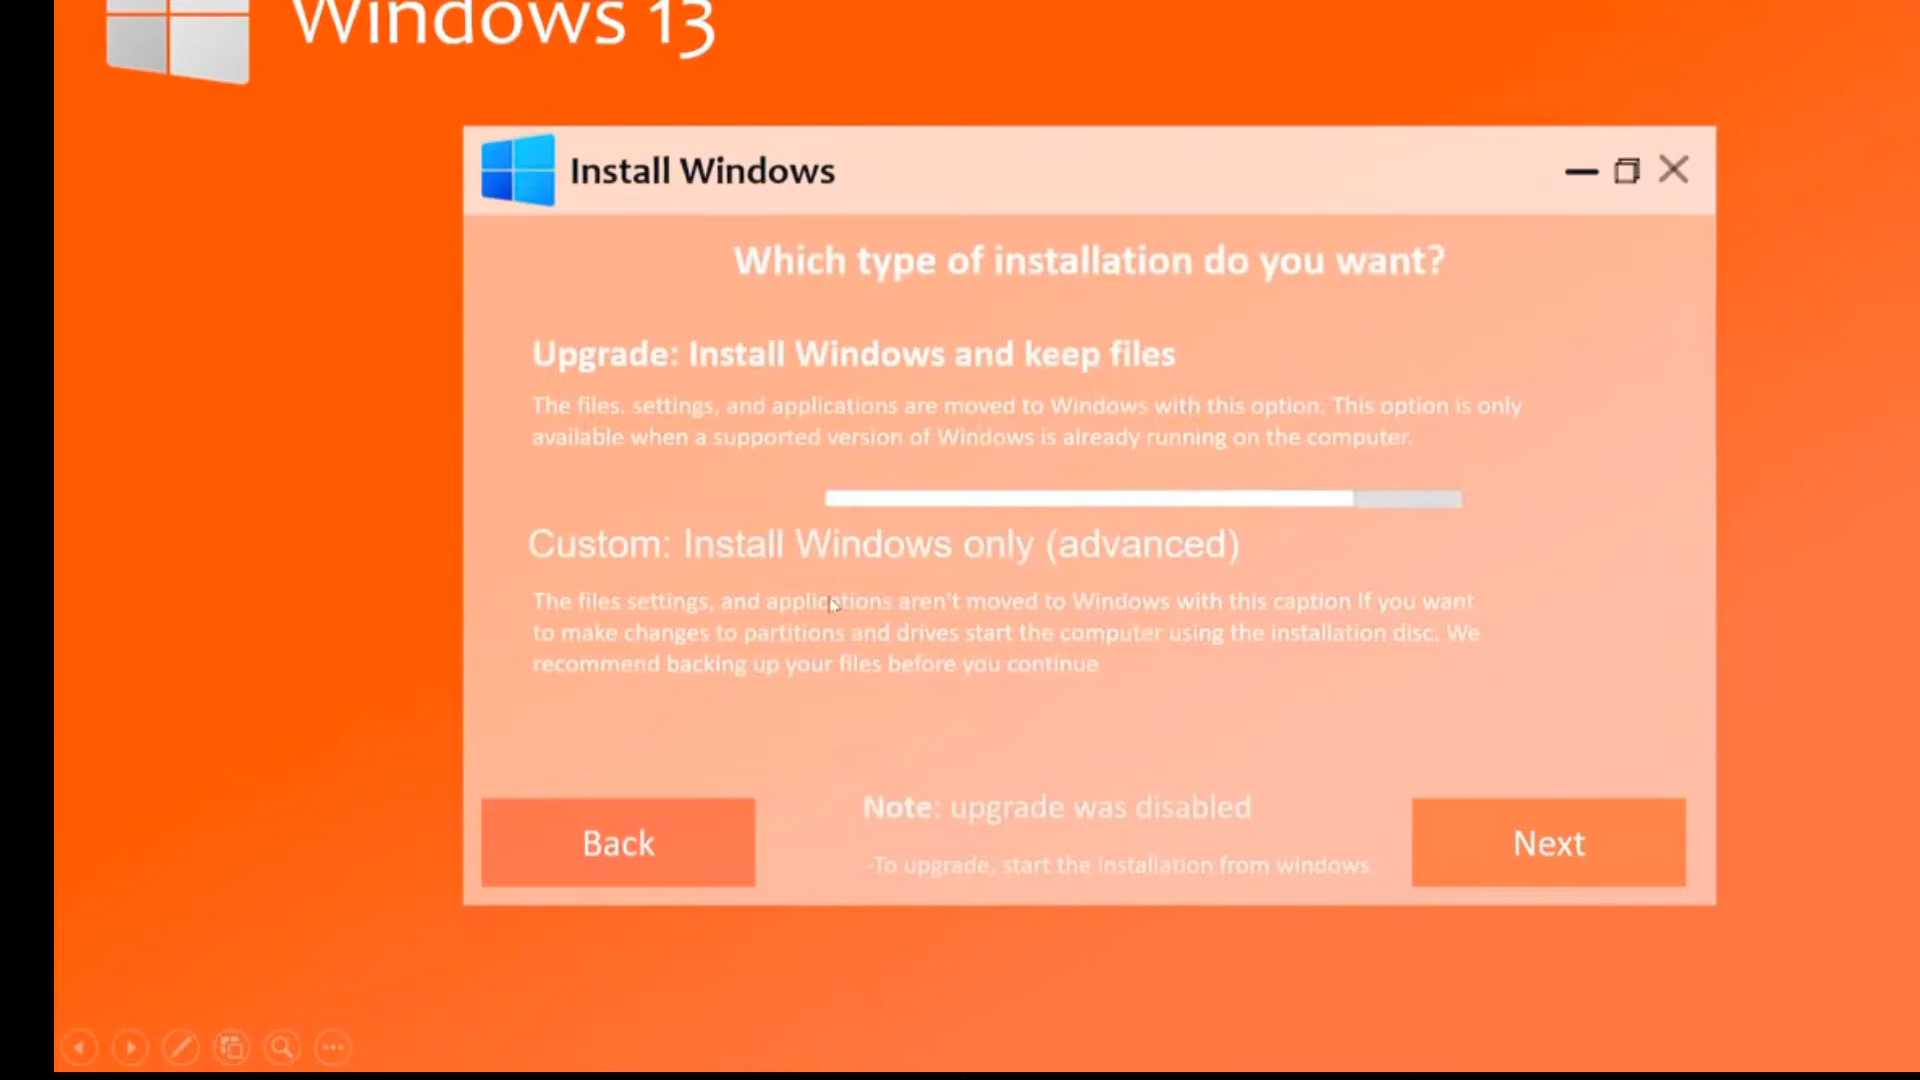 Windows 13
Install Windows
Which type of installation do you want?
Upgrade: Install Windows and keep files
The files. settings, and applications are moved to Windows with this option. This option is only
available when a supported version of Windows is already running on the computer.
Custom: Install Windows only (advanced)
The files settings, and applications aren't moved to Windows with this caption If you want
to make changes to partitions and drives start the computer using the installation disc. We
recommend backing up your files before you continue
Note: upgrade was disabled
-To upgrade, start the installation from windows
Back
Next